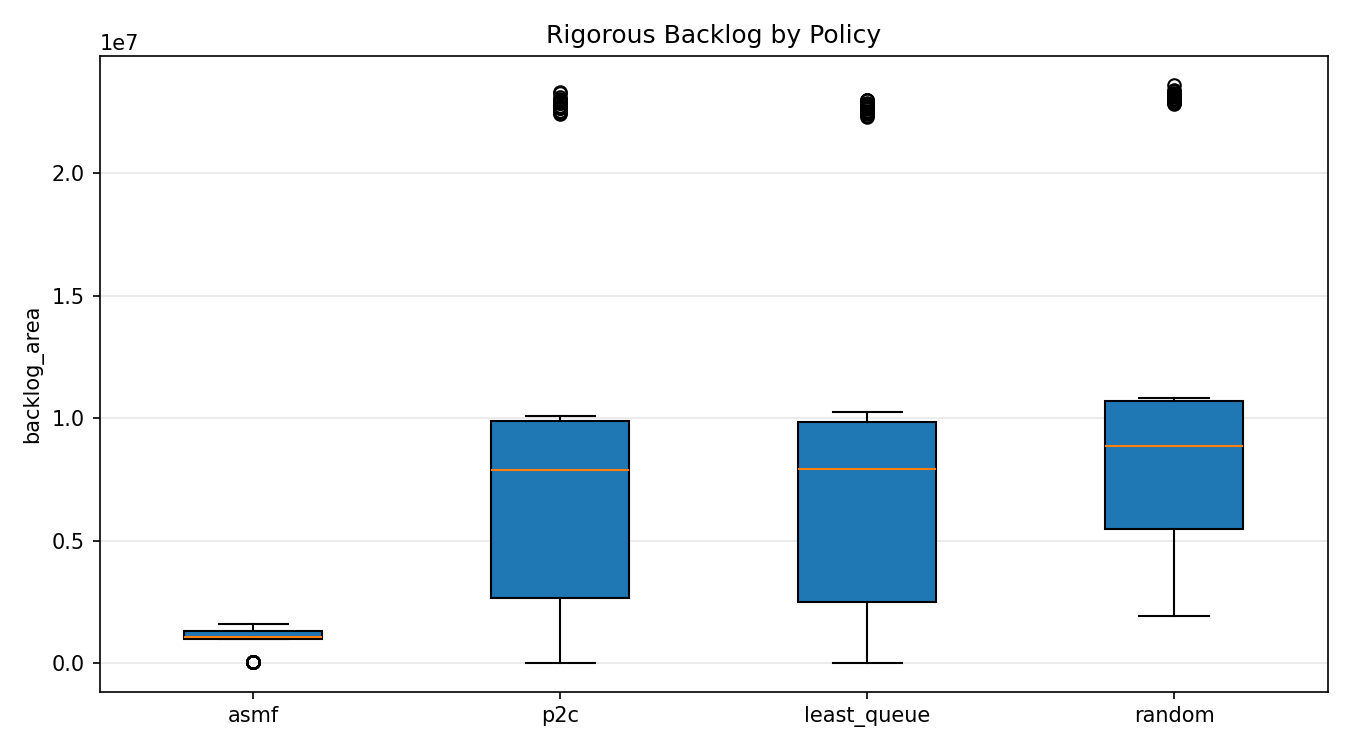 Rigorous Backlog by Policy
1e7
2.0
1.5
1.0
0.5
0.0
backlog_area
asmf
p2c
least_queue
random